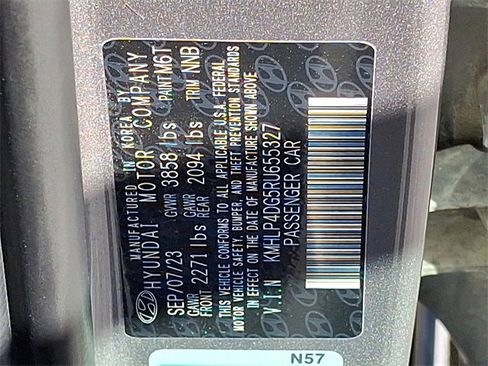 MANUFACTURED IN KOREA BY
HYUNDAI MOTOR COMPANY
SEP/07/23 GVWR 3858 lbs PAINT M6T
GAWR FRONT 2271 lbs GAWR REAR 2094 lbs TRIM NNB
THIS VEHICLE CONFORMS TO ALL APPLICABLE U.S.A. FEDERAL
MOTOR VEHICLE SAFETY, BUMPER, AND THEFT PREVENTION STANDARDS
IN EFFECT ON THE DATE OF MANUFACTURE SHOWN ABOVE.
V.I.N KMHLP4DG5RU655327
PASSENGER CAR
N57